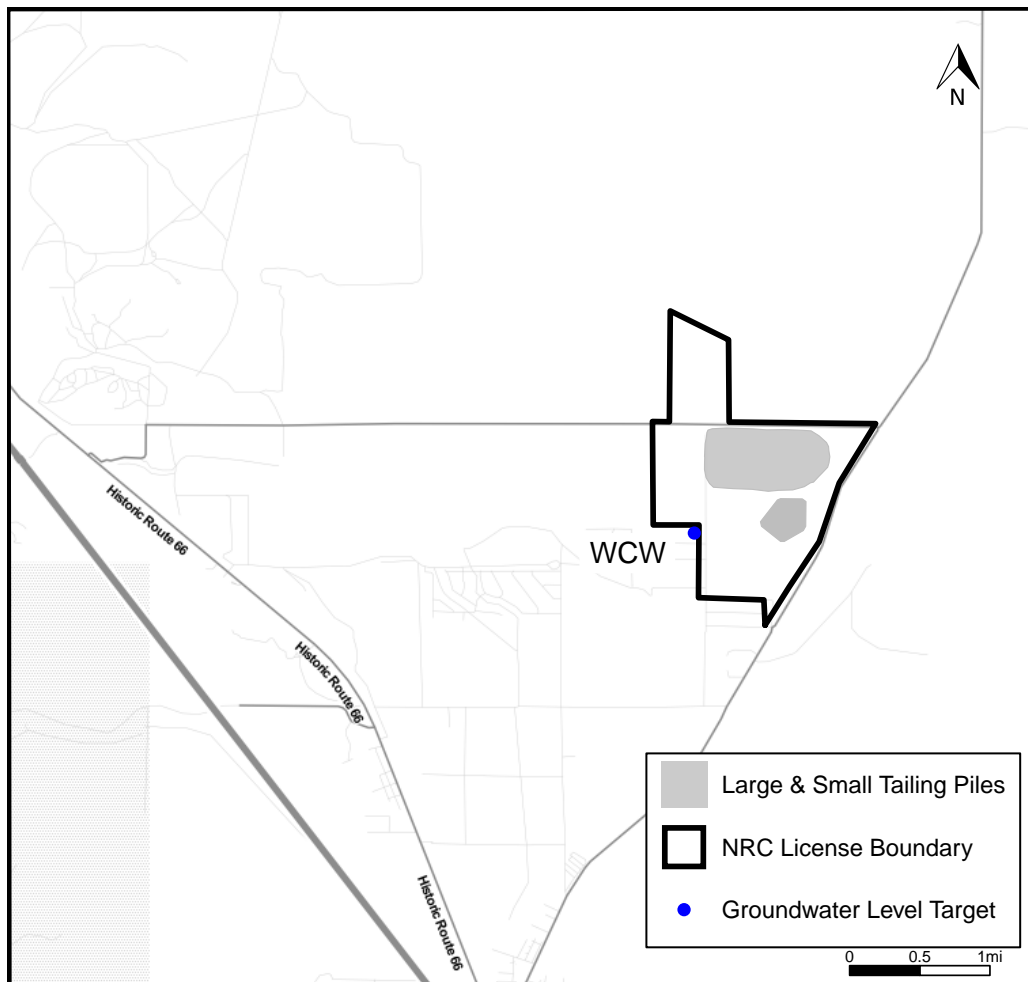 N
Historic Route 66
WCW
Historic Route 66
Large & Small Tailing Piles
NRC License Boundary
Historic Route 66
Groundwater Level Target
0 0.5 1mi